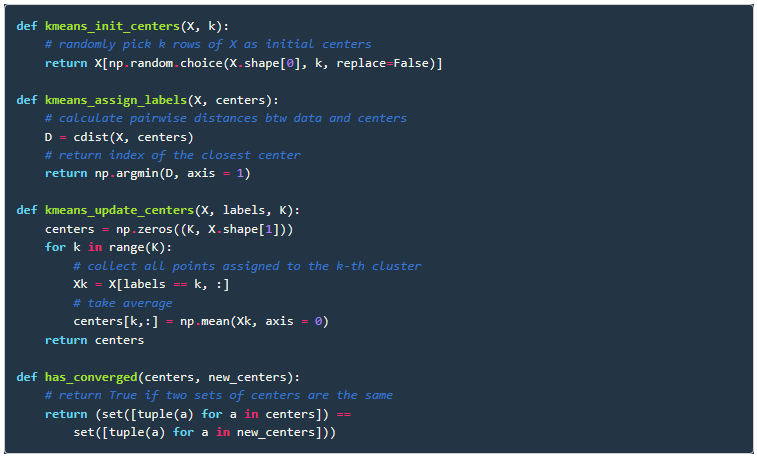 def kmeans_init_centers(X, k):
    # randomly pick k rows of X as initial centers
    return X[np.random.choice(X.shape[0], k, replace=False)]

def kmeans_assign_labels(X, centers):
    # calculate pairwise distances btw data and centers
    D = cdist(X, centers)
    # return index of the closest center
    return np.argmin(D, axis = 1)

def kmeans_update_centers(X, labels, K):
    centers = np.zeros((K, X.shape[1]))
    for k in range(K):
        # collect all points assigned to the k-th cluster
        Xk = X[labels == k, :]
        # take average
        centers[k,:] = np.mean(Xk, axis = 0)
    return centers

def has_converged(centers, new_centers):
    # return True if two sets of centers are the same
    return (set([tuple(a) for a in centers]) ==
        set([tuple(a) for a in new_centers]))